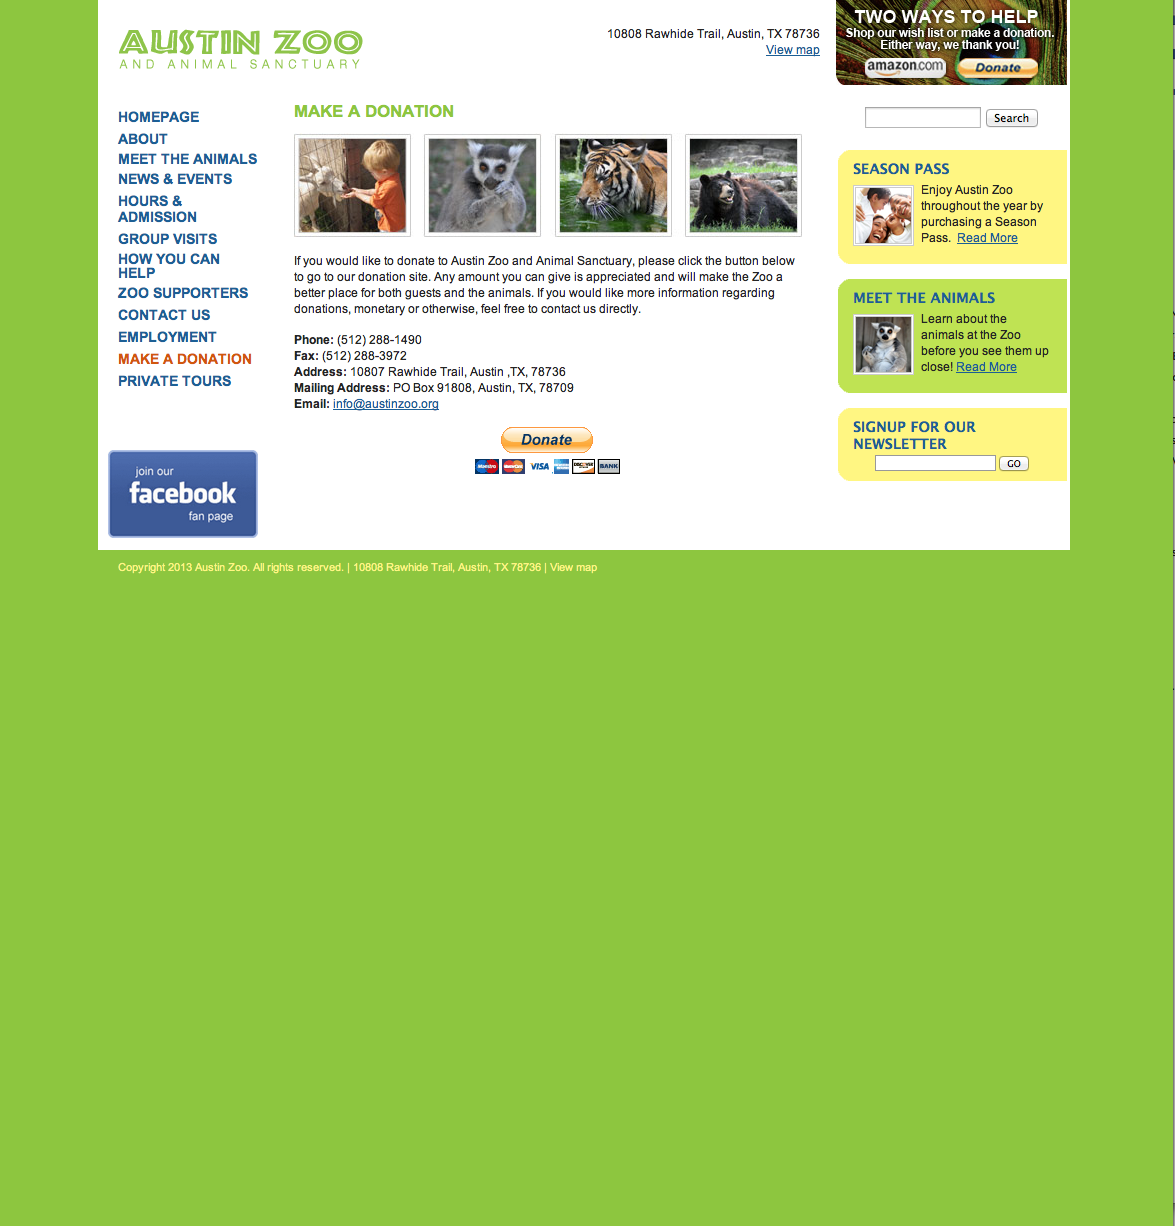 AUSTIN ZOO
AND ANIMAL SANCTUARY
10808 Rawhide Trail, Austin, TX 78736
View map
TWO WAYS TO HELP
Shop our wish list or make a donation.
Either way, we thank you!
amazon.com
Donate
HOMEPAGE
ABOUT
MEET THE ANIMALS
NEWS & EVENTS
HOURS &
ADMISSION
GROUP VISITS
HOW YOU CAN
HELP
ZOO SUPPORTERS
CONTACT US
EMPLOYMENT
MAKE A DONATION
PRIVATE TOURS
join our
facebook
fan page
MAKE A DONATION
If you would like to donate to Austin Zoo and Animal Sanctuary, please click the button below
to go to our donation site. Any amount you can give is appreciated and will make the Zoo a
better place for both guests and the animals. If you would like more information regarding
donations, monetary or otherwise, feel free to contact us directly.
Phone: (512) 288-1490
Fax: (512) 288-3972
Address: 10807 Rawhide Trail, Austin ,TX, 78736
Mailing Address: PO Box 91808, Austin, TX, 78709
Email: info@austinzoo.org
Donate
Maestro MasterCard VISA DISCOVER BANK
Search
SEASON PASS
Enjoy Austin Zoo
throughout the year by
purchasing a Season
Pass. Read More
MEET THE ANIMALS
Learn about the
animals at the Zoo
before you see them up
close! Read More
SIGNUP FOR OUR
NEWSLETTER
GO
Copyright 2013 Austin Zoo. All rights reserved. | 10808 Rawhide Trail, Austin, TX 78736 | View map